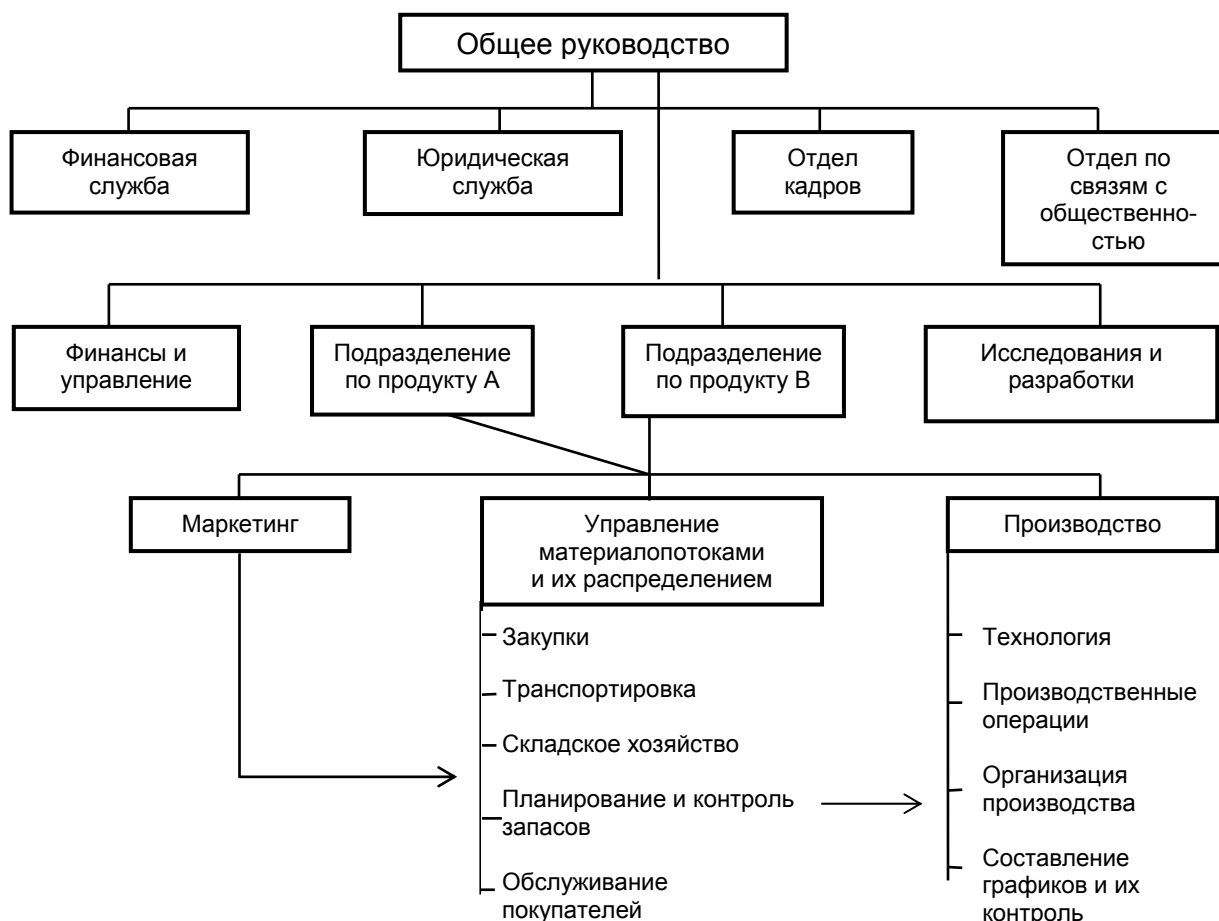 Общее руководство
Финансовая
служба
Юридическая
служба
Отдел
кадров
Отдел по
связям с
общественно-
стью
Финансы и
управление
Подразделение
по продукту А
Подразделение
по продукту В
Исследования и
разработки
Маркетинг
Управление
материалопотоками
и их распределением
Производство
Закупки
Транспортировка
Складское хозяйство
Планирование и контроль
запасов
Обслуживание
покупателей
Технология
Производственные
операции
Организация
производства
Составление
графиков и их
контроль